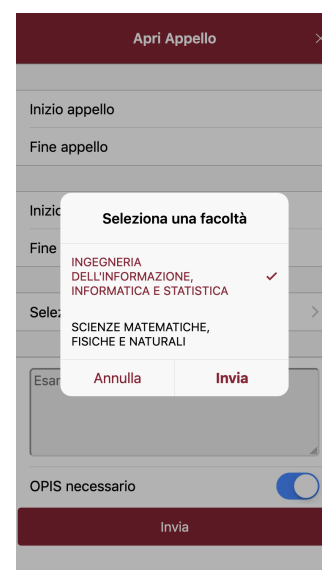 Apri Appello
Inizio appello
Fine appello
Inizio
Fine
Seleziona una facoltà
INGEGNERIA
DELL'INFORMAZIONE,
INFORMATICA E STATISTICA
SCIENZE MATEMATICHE,
FISICHE E NATURALI
Selez
Annulla
Invia
Esar
OPIS necessario
Invia